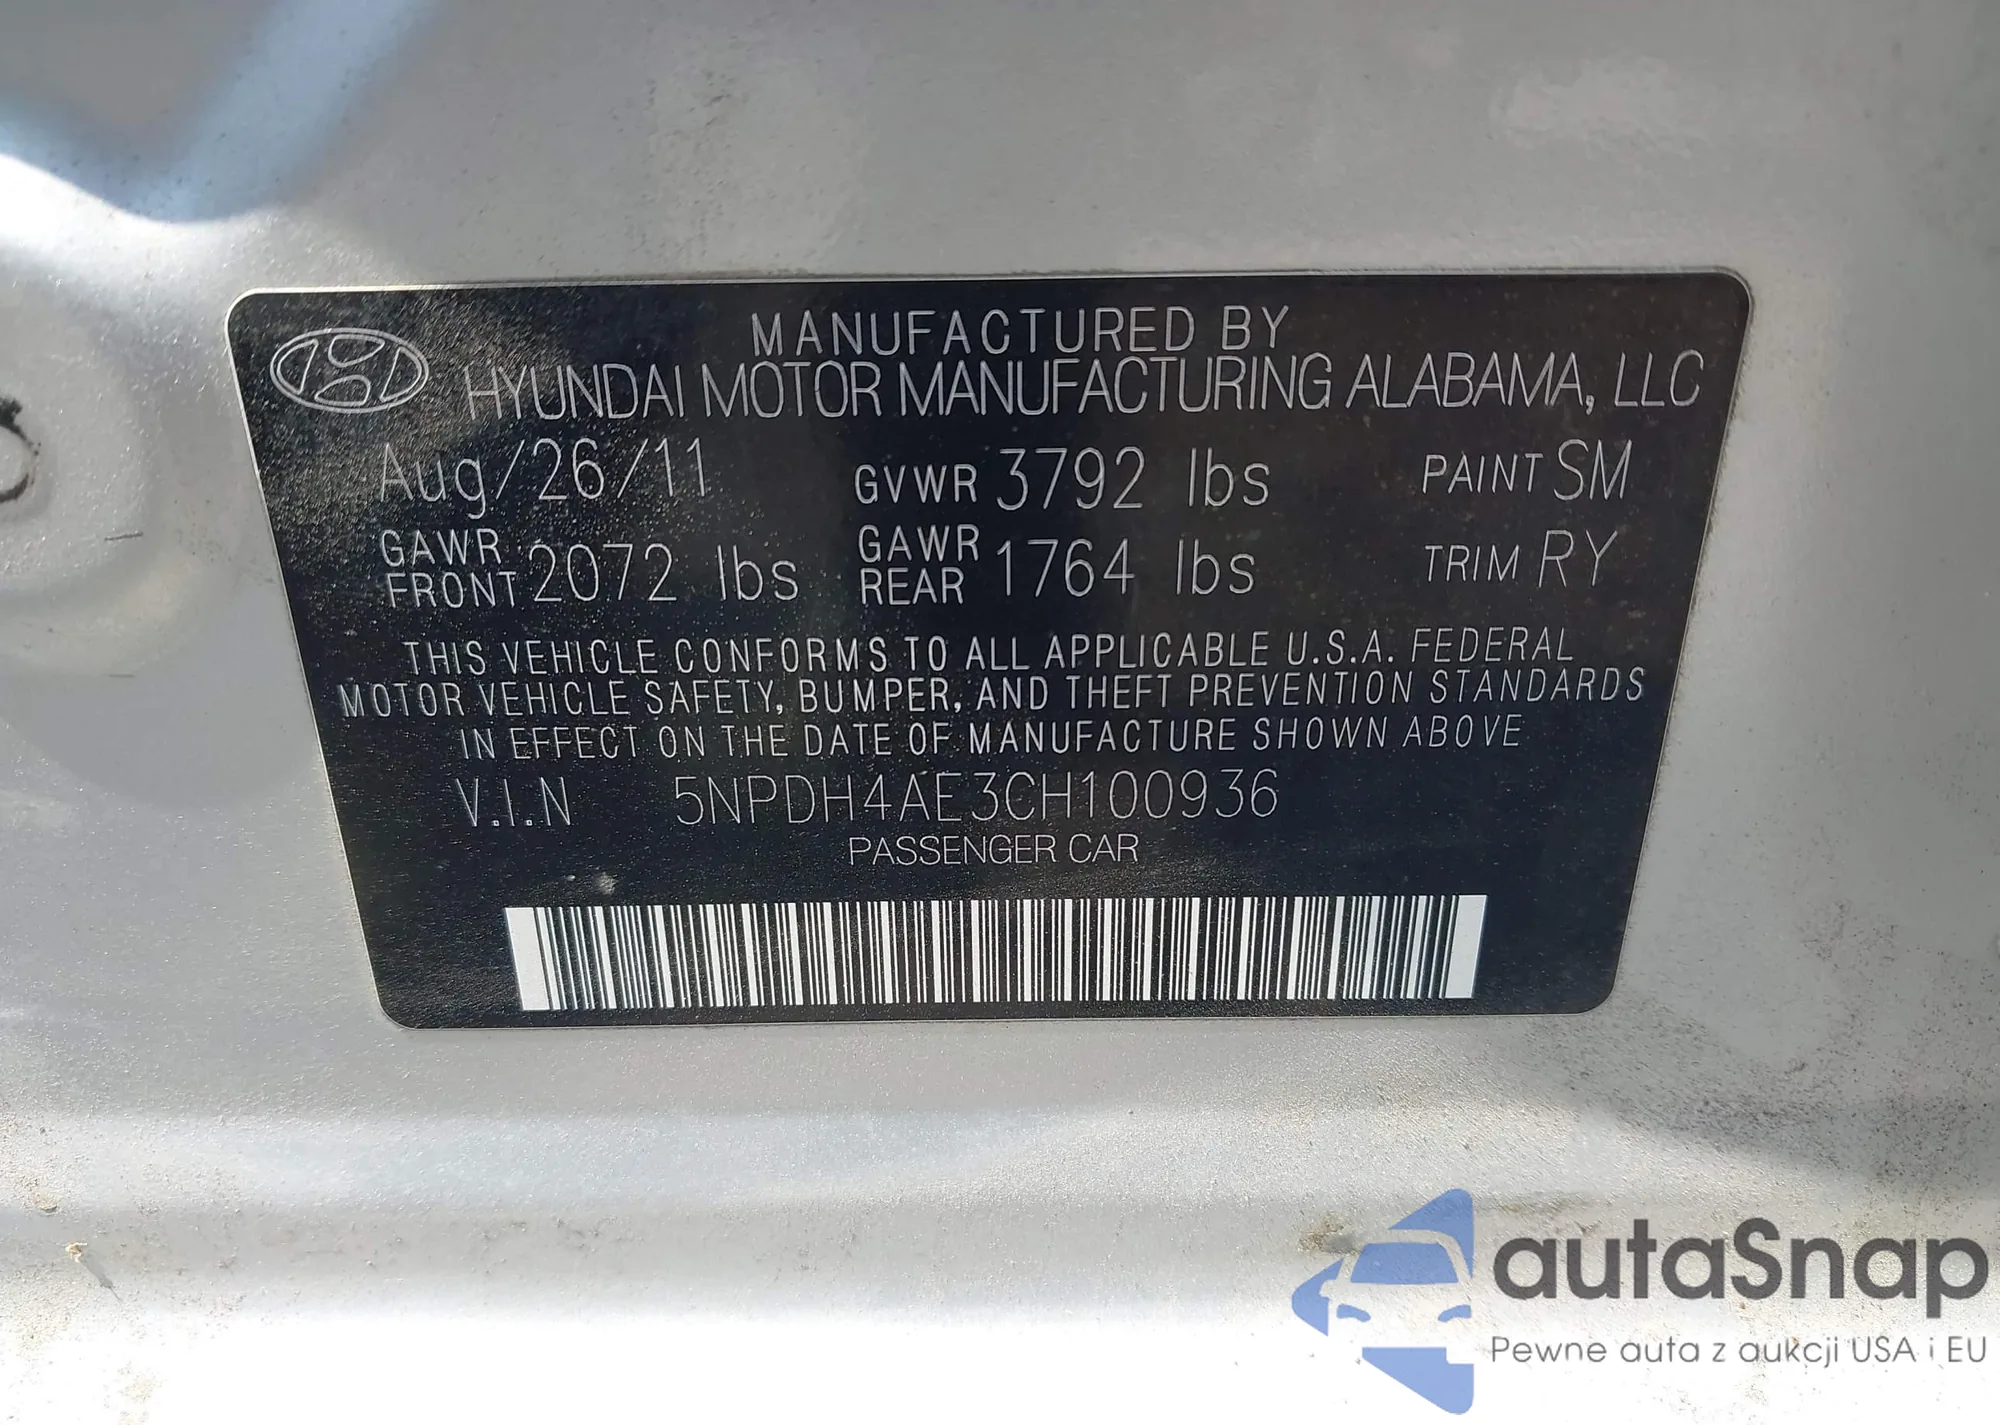 MANUFACTURED BY
HYUNDAI MOTOR MANUFACTURING ALABAMA, LLC
Aug/26/11 GVWR 3792 lbs PAINT SM
GAWR FRONT 2072 lbs GAWR REAR 1764 lbs TRIM RY
THIS VEHICLE CONFORMS TO ALL APPLICABLE U.S.A. FEDERAL
MOTOR VEHICLE SAFETY, BUMPER, AND THEFT PREVENTION STANDARDS
IN EFFECT ON THE DATE OF MANUFACTURE SHOWN ABOVE
V.I.N 5NPDH4AE3CH100936
PASSENGER CAR
autaSnap
Pewne auta z aukcji USA i EU